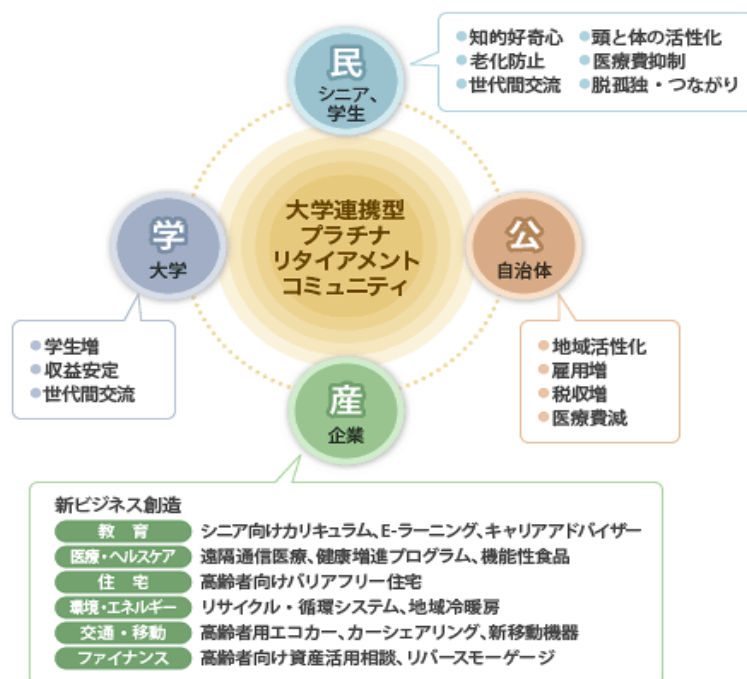 民
シニア、
学生
知的好奇心 頭と体の活性化
老化防止 医療費抑制
世代間交流 脱孤独・つながり
大学連携型
プラチナ
リタイアメント
コミュニティ
学
大学
公
自治体
学生増
収益安定
世代間交流
地域活性化
雇用増
税収増
医療費減
産
企業
新ビジネス創造
教育 シニア向けカリキュラム、E-ラーニング、キャリアアドバイザー
医療・ヘルスケア 遠隔通信医療、健康増進プログラム、機能性食品
住宅 高齢者向けバリアフリー住宅
環境・エネルギー リサイクル・循環システム、地域冷暖房
交通・移動 高齢者用エコカー、カーシェアリング、新移動機器
ファイナンス 高齢者向け資産活用相談、リバースモーゲージ